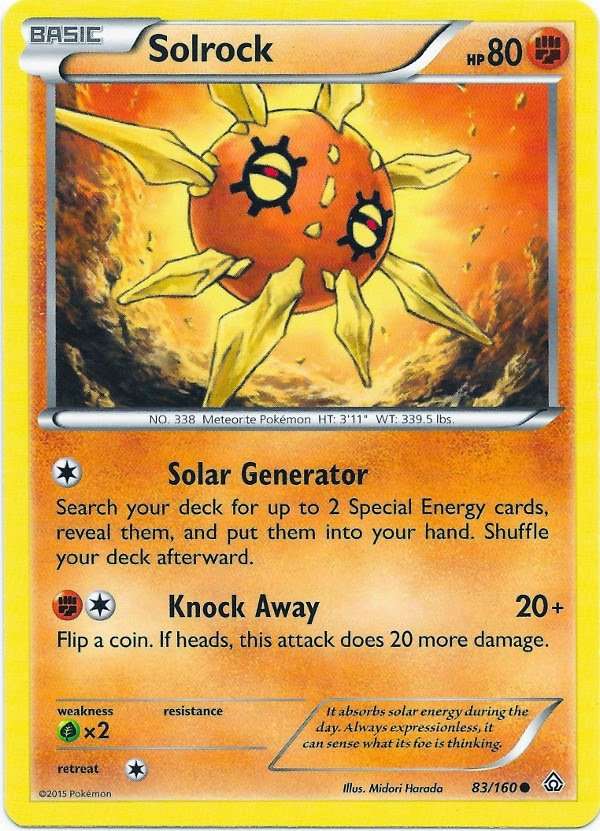 BASIC
Solrock
HP 80
NO. 338 Meteorite Pokémon HT: 3'11" WT: 339.5 lbs.
Solar Generator
Search your deck for up to 2 Special Energy cards,
reveal them, and put them into your hand. Shuffle
your deck afterward.
Knock Away 20+
Flip a coin. If heads, this attack does 20 more damage.
weakness resistance
×2
It absorbs solar energy during the
day. Always expressionless, it
can sense what its foe is thinking.
retreat
©2015 Pokémon
Illus. Midori Harada 83/160